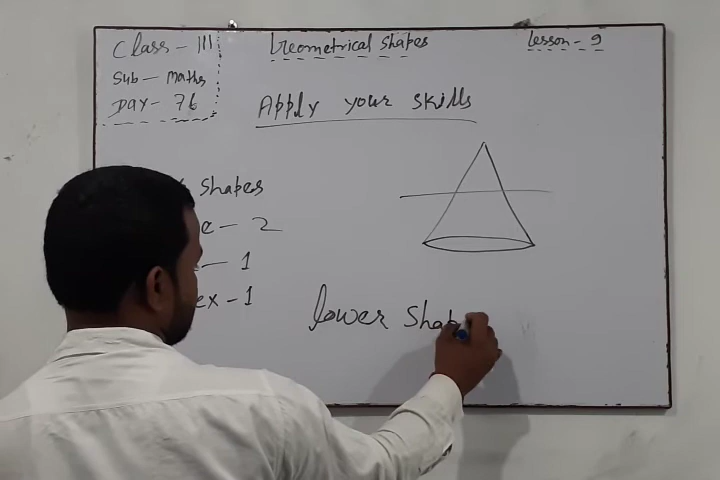 Class - III
Sub - Maths
Day - 76
Geometrical Shapes
Lesson - 9
Apply your skills
Shapes
- 2
- 1
ex - 1
lower Shap